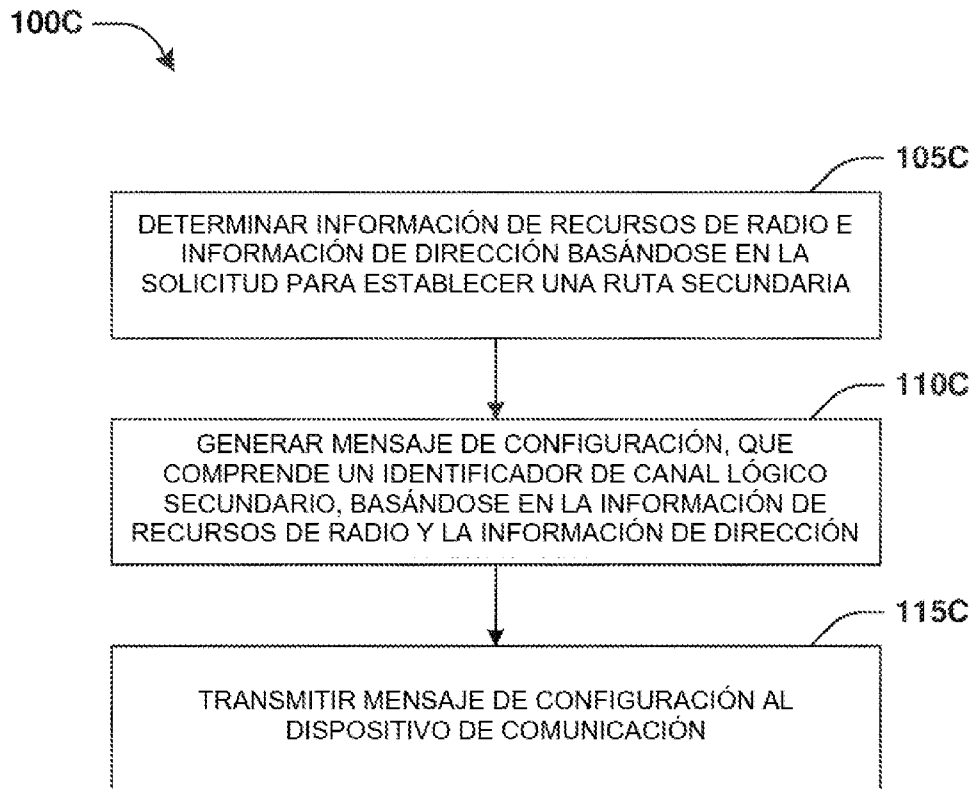 100C
105C
DETERMINAR INFORMACIÓN DE RECURSOS DE RADIO E
INFORMACIÓN DE DIRECCIÓN BASÁNDOSE EN LA
SOLICITUD PARA ESTABLECER UNA RUTA SECUNDARIA
110C
GENERAR MENSAJE DE CONFIGURACIÓN, QUE
COMPRENDE UN IDENTIFICADOR DE CANAL LÓGICO
SECUNDARIO, BASÁNDOSE EN LA INFORMACIÓN DE
RECURSOS DE RADIO Y LA INFORMACIÓN DE DIRECCIÓN
115C
TRANSMITIR MENSAJE DE CONFIGURACIÓN AL
DISPOSITIVO DE COMUNICACIÓN